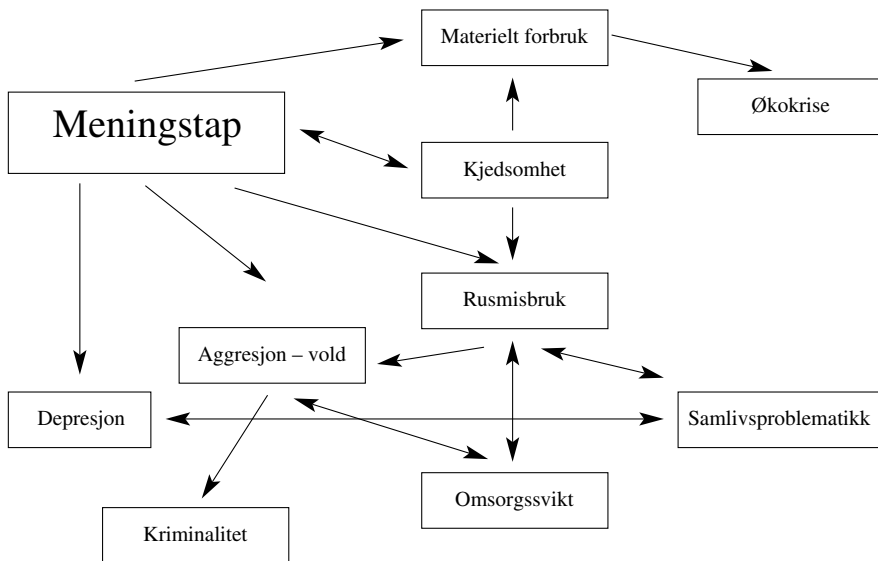 Materielt forbruk
Økokrise
Meningstap
Kjedsomhet
Rusmisbruk
Aggresjon – vold
Depresjon
Samlivsproblematikk
Omsorgssvikt
Kriminalitet